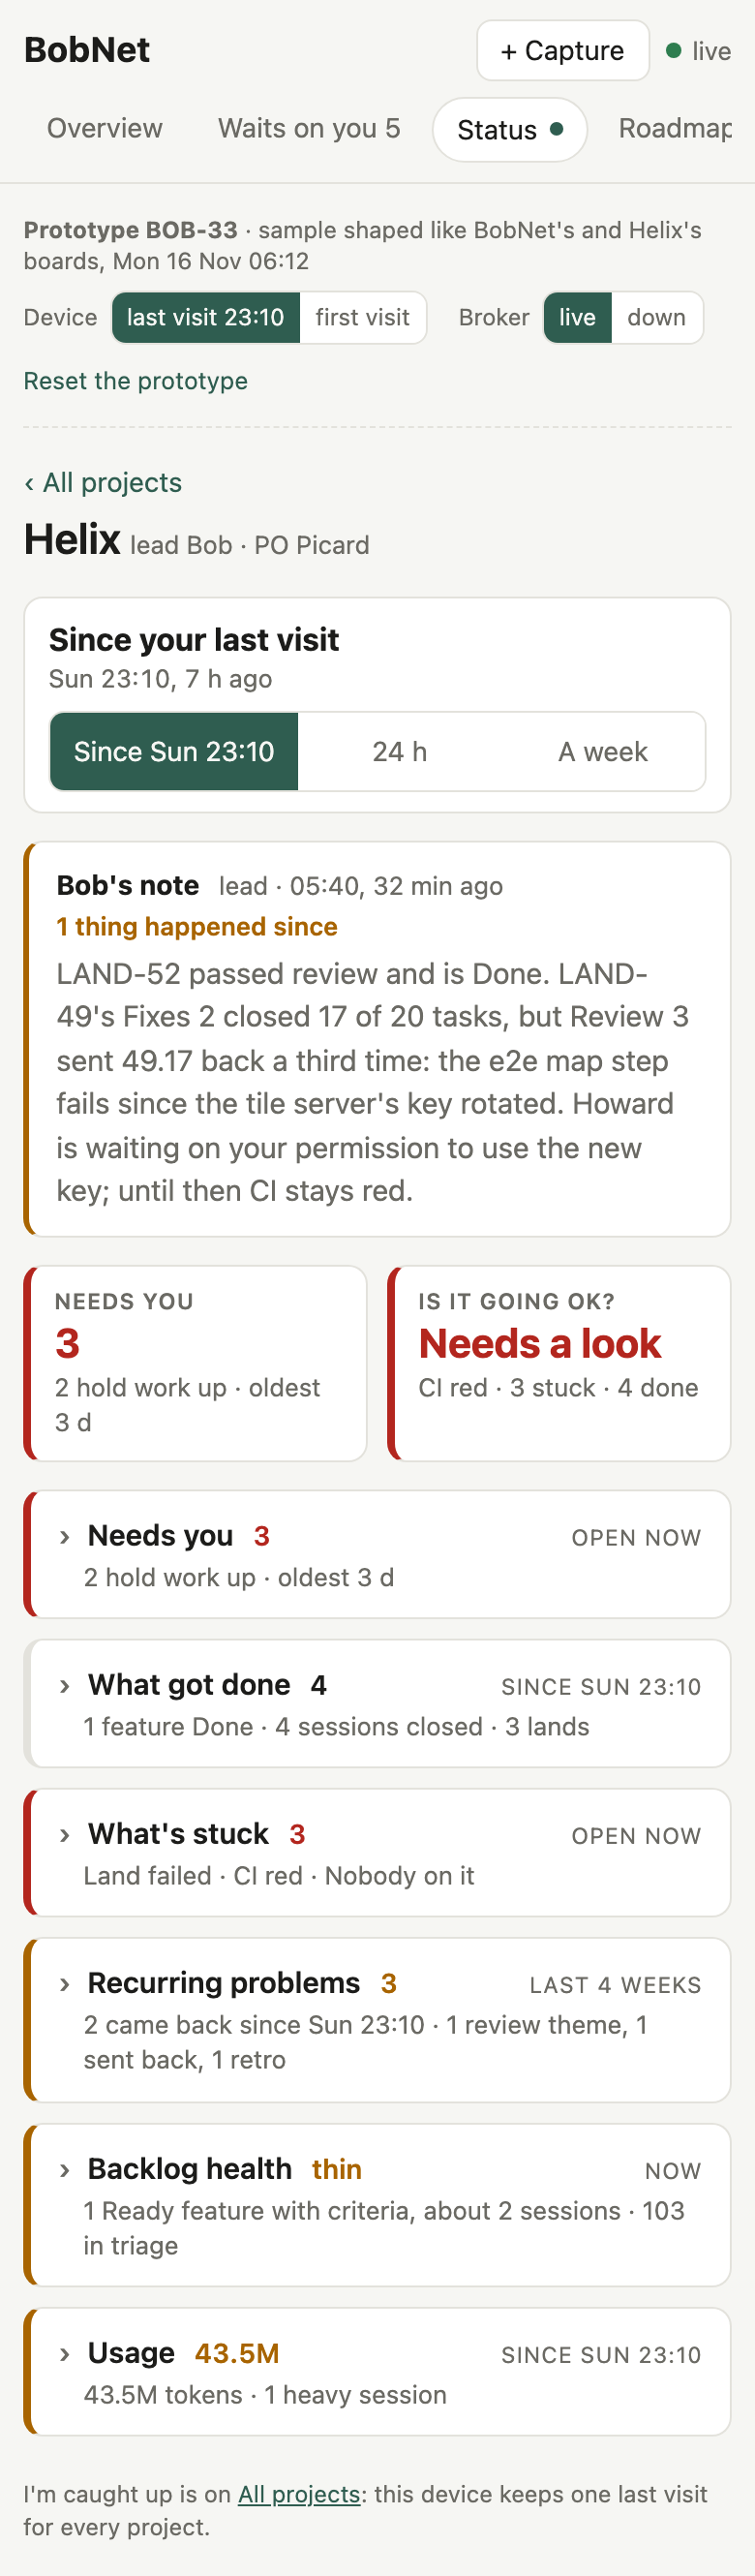 BobNet
+ Capture
live
Overview
Waits on you 5
Status
Roadmap
Prototype BOB-33 · sample shaped like BobNet's and Helix's
boards, Mon 16 Nov 06:12
Device
last visit 23:10
first visit
Broker
live
down
Reset the prototype
‹ All projects
Helix lead Bob · PO Picard
Since your last visit
Sun 23:10, 7 h ago
Since Sun 23:10
24 h
A week
Bob's note lead · 05:40, 32 min ago
1 thing happened since
LAND-52 passed review and is Done. LAND-
49's Fixes 2 closed 17 of 20 tasks, but Review 3
sent 49.17 back a third time: the e2e map step
fails since the tile server's key rotated. Howard
is waiting on your permission to use the new
key; until then CI stays red.
NEEDS YOU
3
2 hold work up · oldest
3 d
IS IT GOING OK?
Needs a look
CI red · 3 stuck · 4 done
› Needs you 3 OPEN NOW
2 hold work up · oldest 3 d
› What got done 4 SINCE SUN 23:10
1 feature Done · 4 sessions closed · 3 lands
› What's stuck 3 OPEN NOW
Land failed · CI red · Nobody on it
› Recurring problems 3 LAST 4 WEEKS
2 came back since Sun 23:10 · 1 review theme, 1
sent back, 1 retro
› Backlog health thin NOW
1 Ready feature with criteria, about 2 sessions · 103
in triage
› Usage 43.5M SINCE SUN 23:10
43.5M tokens · 1 heavy session
I'm caught up is on All projects: this device keeps one last visit
for every project.